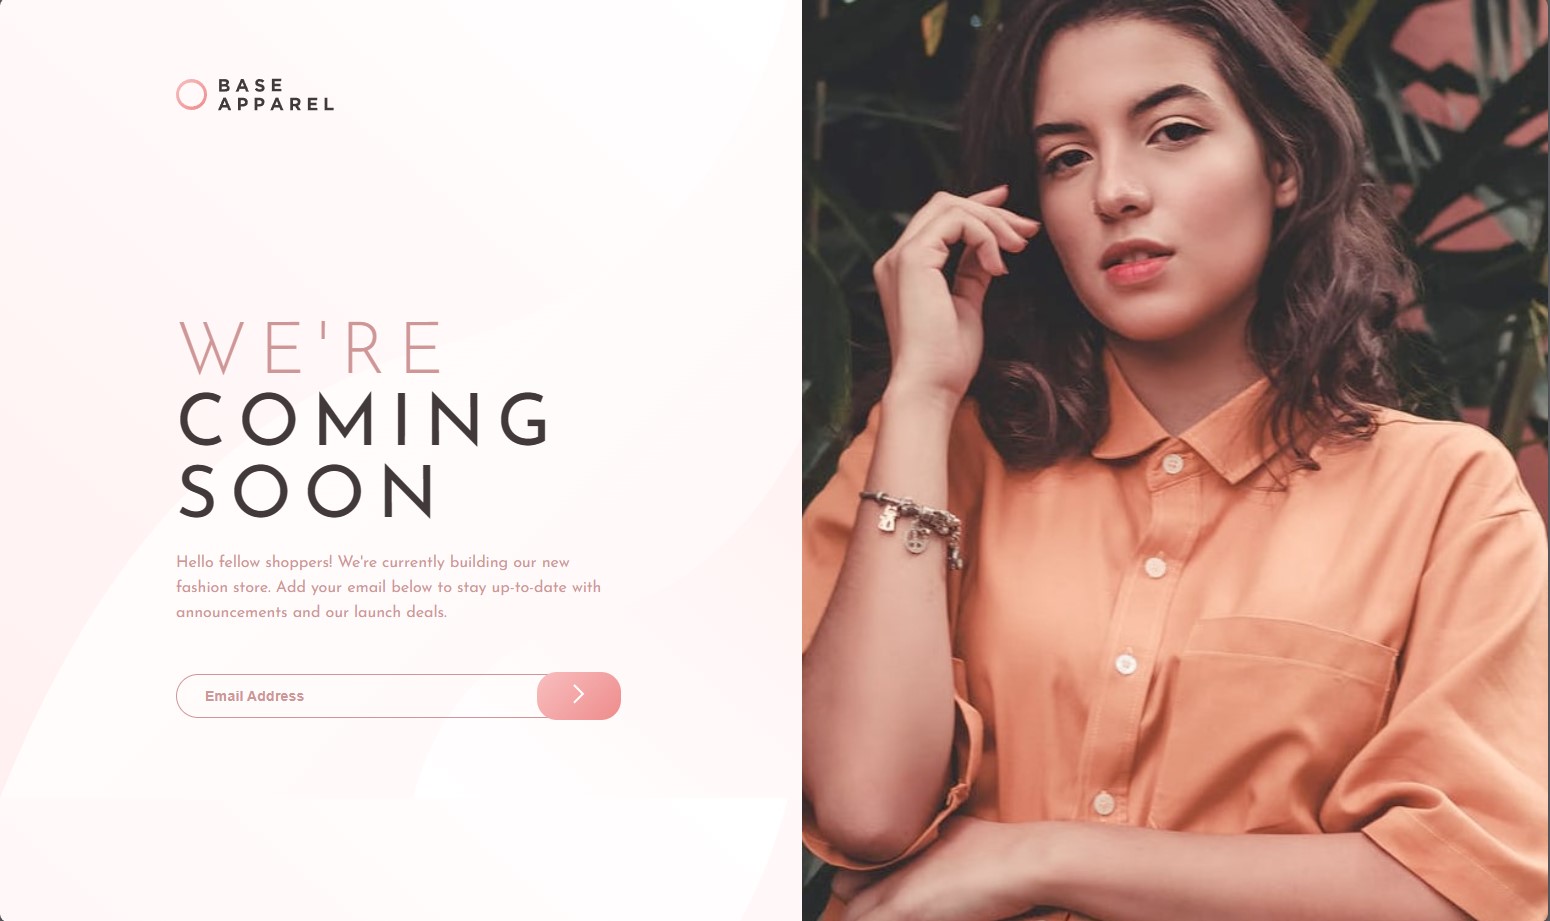 BASE
APPAREL
WE'RE
COMING
SOON
Hello fellow shoppers! We're currently building our new
fashion store. Add your email below to stay up-to-date with
announcements and our launch deals.
Email Address